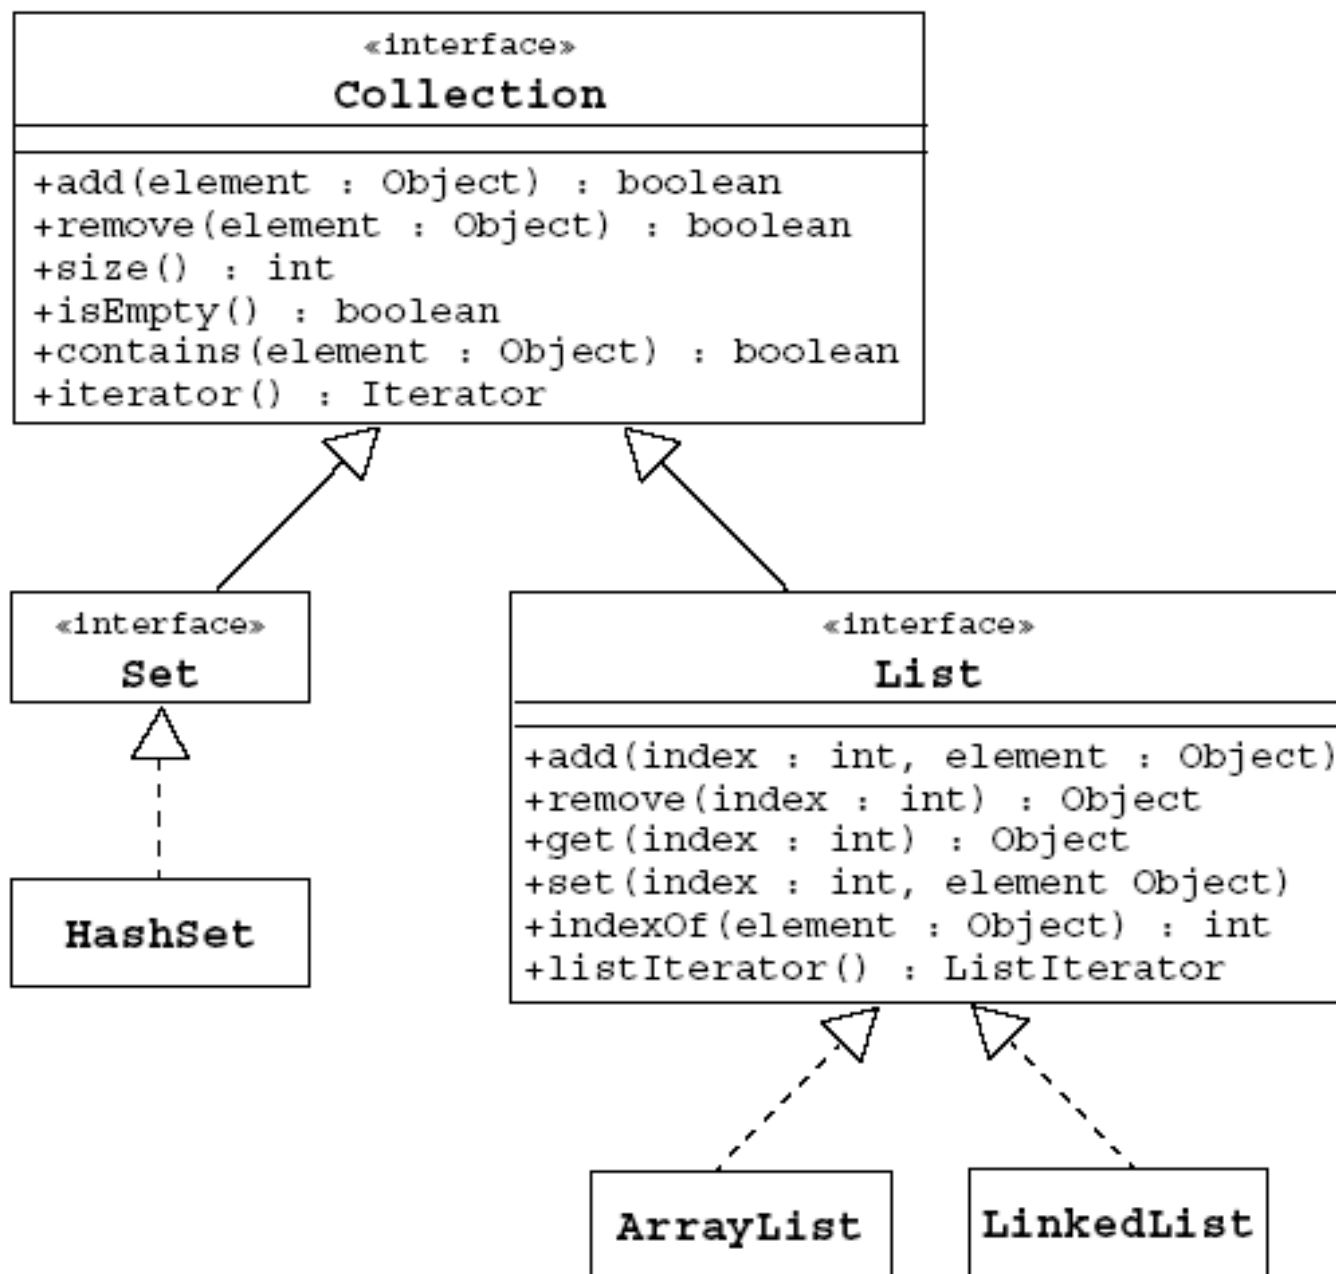 «interface»
Collection
+add(element : Object) : boolean
+remove(element : Object) : boolean
+size() : int
+isEmpty() : boolean
+contains(element : Object) : boolean
+iterator() : Iterator
«interface»
Set
«interface»
List
+add(index : int, element : Object)
+remove(index : int) : Object
+get(index : int) : Object
+set(index : int, element Object)
+indexOf(element : Object) : int
+listIterator() : ListIterator
HashSet
ArrayList
LinkedList